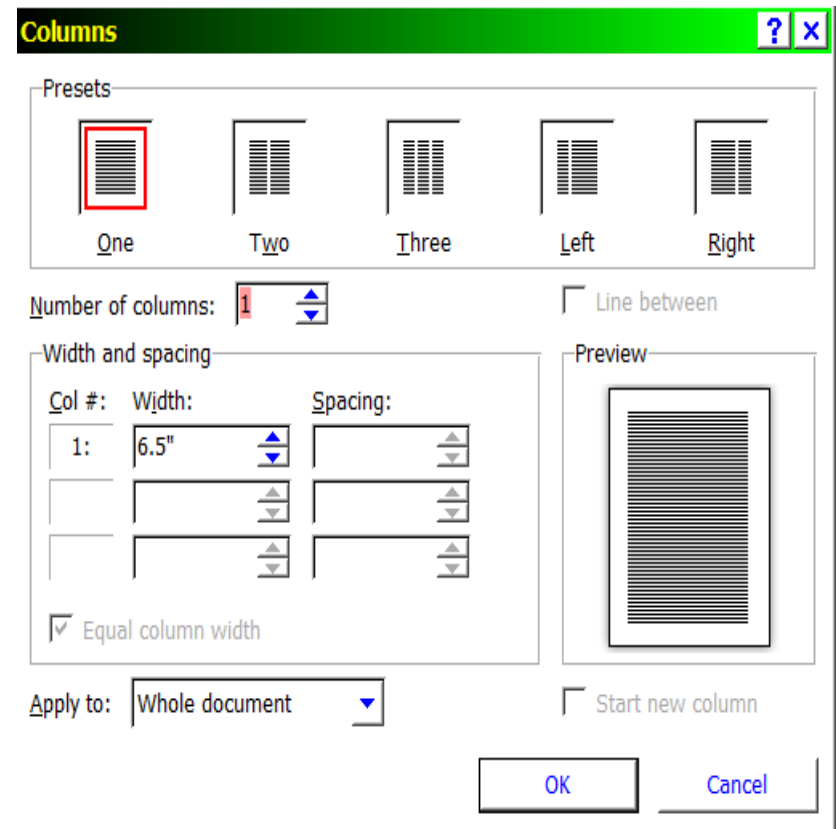 Columns ? ×
Presets
One Two Three Left Right
Number of columns: 1 Line between
Width and spacing Preview
Col #: Width: Spacing:
1: 6.5"
Equal column width
Apply to: Whole document Start new column
OK Cancel